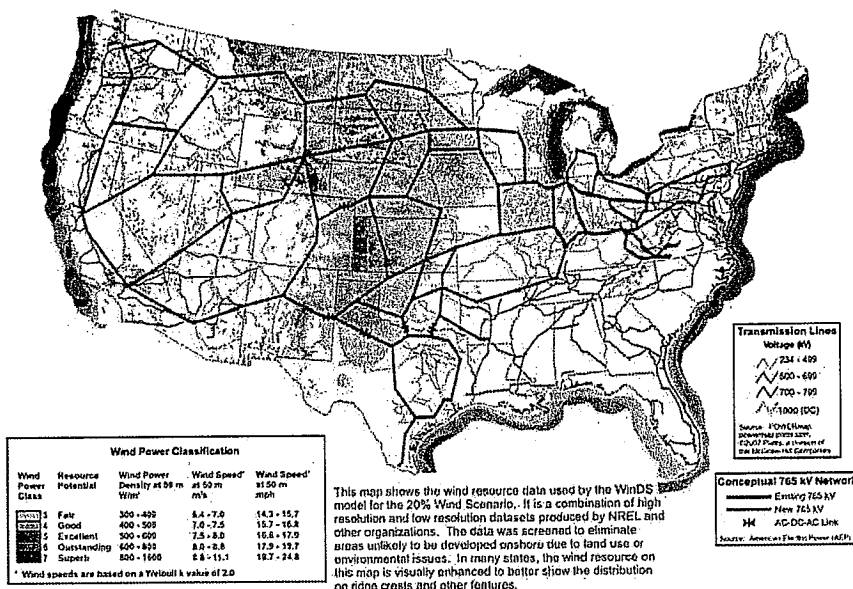 Transmission Lines
Voltage (kV)
234 - 499
500 - 699
700 - 799
1000 (DC)
Wind Power Classification
Wind Power Class
Resource Potential
Wind Power Density at 50 m W/m²
Wind Speed* at 50 m m/s
Wind Speed* at 50 m mph
3 Fair 300 - 400 6.4 - 7.0 14.3 - 15.7
4 Good 400 - 500 7.0 - 7.5 15.7 - 16.8
5 Excellent 500 - 600 7.5 - 8.0 16.8 - 17.9
6 Outstanding 600 - 800 8.0 - 8.8 17.9 - 19.7
7 Superb 800 - 1600 8.8 - 11.1 19.7 - 24.8
* Wind speeds are based on a Weibull k value of 2.0
This map shows the wind resource data used by the WinDS
model for the 20% Wind Scenario. It is a combination of high
resolution and low resolution datasets produced by NREL and
other organizations. The data was screened to eliminate
areas unlikely to be developed onshore due to land use or
environmental issues. In many states, the wind resource on
this map is visually enhanced to better show the distribution
on ridge crests and other features.
Conceptual 765 kV Network
Existing 765 kV
New 765 kV
AC-DC-AC Link
Source: American Electric Power (AEP)